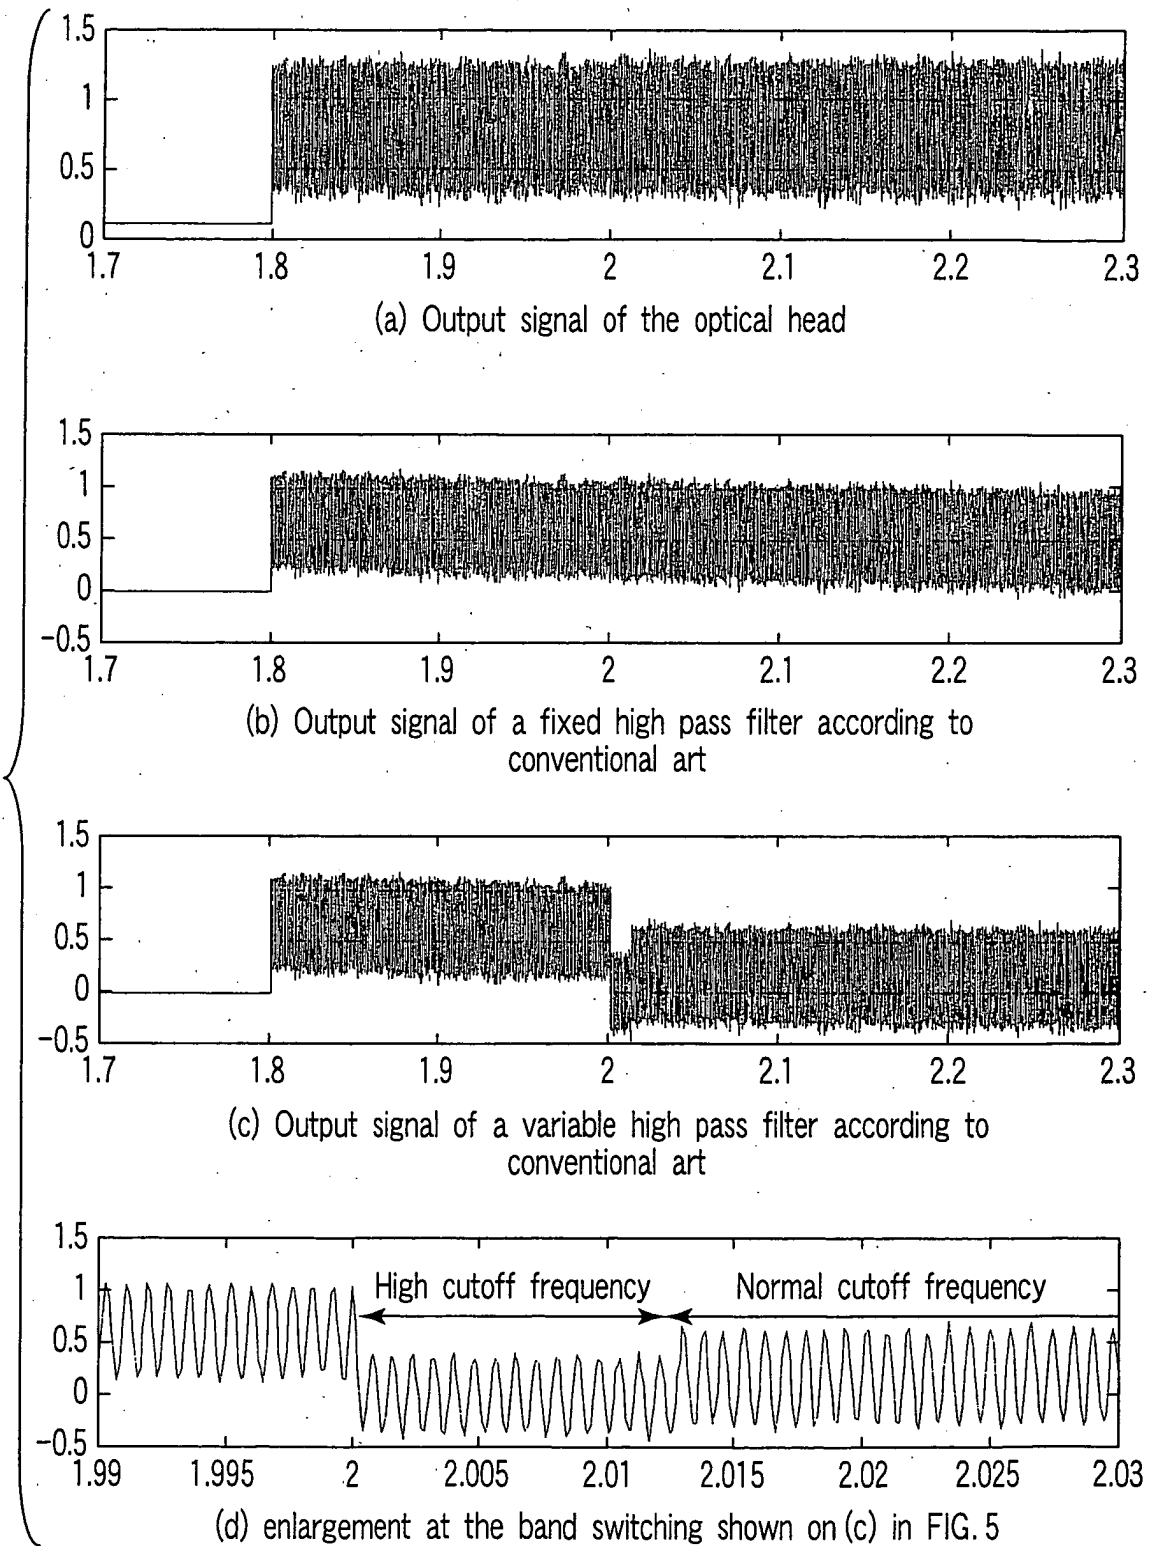 1.5
1
0.5
0
1.7 1.8 1.9 2 2.1 2.2 2.3
(a) Output signal of the optical head
1.5
1
0.5
0
-0.5
1.7 1.8 1.9 2 2.1 2.2 2.3
(b) Output signal of a fixed high pass filter according to
conventional art
1.5
1
0.5
0
-0.5
1.7 1.8 1.9 2 2.1 2.2 2.3
(c) Output signal of a variable high pass filter according to
conventional art
1.5
1
High cutoff frequency Normal cutoff frequency
0.5
0
-0.5
1.99 1.995 2 2.005 2.01 2.015 2.02 2.025 2.03
(d) enlargement at the band switching shown on (c) in FIG. 5